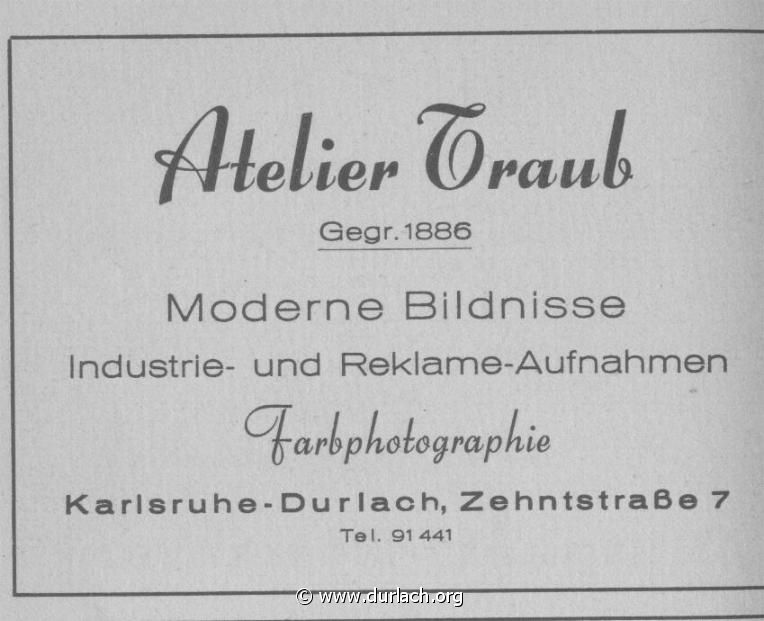 Atelier Traub
Gegr. 1886
Moderne Bildnisse
Industrie- und Reklame-Aufnahmen
Farbphotographie
Karlsruhe-Durlach, Zehntstraße 7
Tel. 91 441
© www.durlach.org